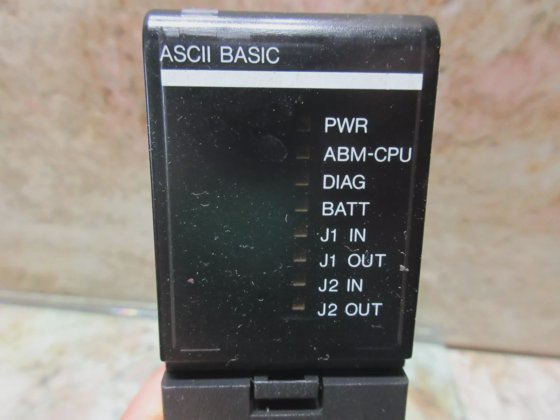 ASCII BASIC
PWR
ABM-CPU
DIAG
BATT
J1 IN
J1 OUT
J2 IN
J2 OUT